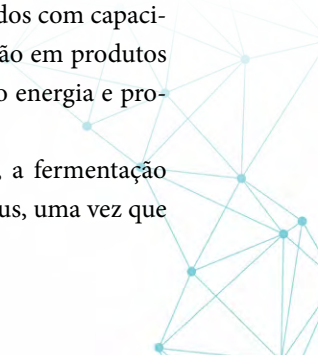 dos com capaci-
ão em produtos
o energia e pro-
a fermentação
us, uma vez que